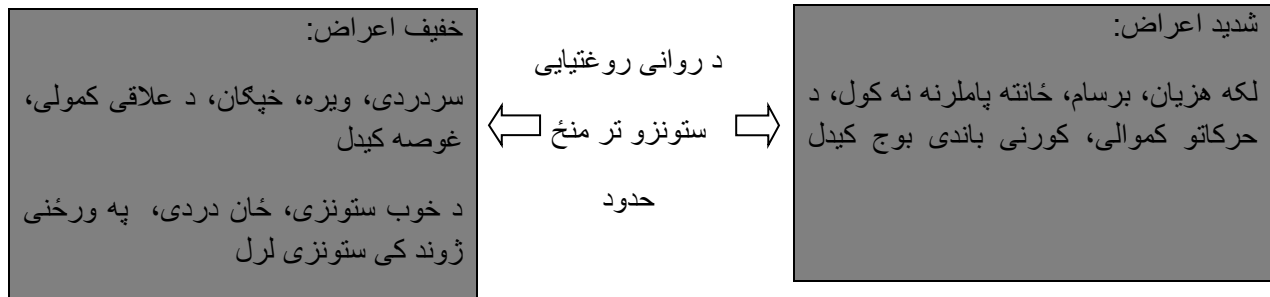 شدید اعراض:
لکه هزیان، برسام، ځانته پاملرنه نه کول، د
حرکاتو کموالی، کورنی باندی بوج کیدل
د روانی روغتیایی
ستونزو تر منځ
حدود
خفیف اعراض:
سردردی، ویره، خپګان، د علاقی کمولی،
غوصه کیدل
د خوب ستونزی، ځان دردی، په ورځنی
ژوند کی ستونزی لرل